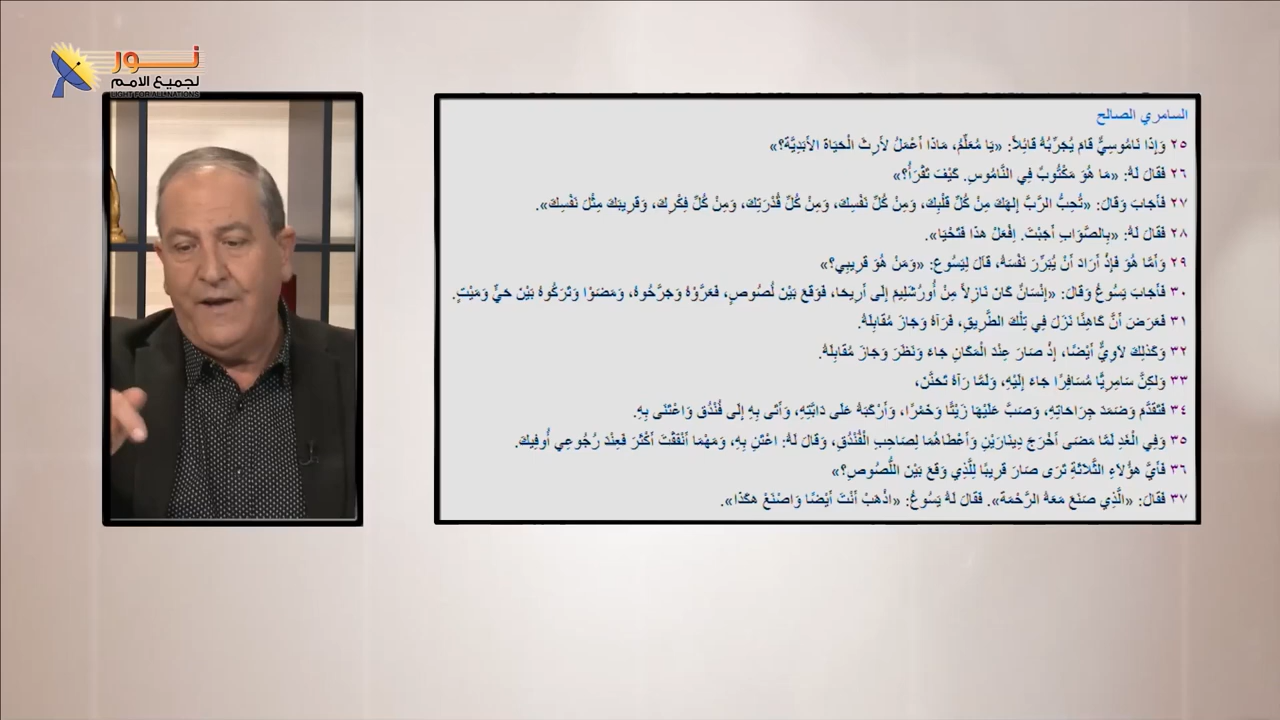 نور
لجميع الامم
LIGHT FOR ALL NATIONS
السامري الصالح
٢٥ وَإِذَا نَامُوسِيٌّ قَامَ يُجَرِّبُهُ قَائِلاً: «يَا مُعَلِّمُ، مَاذَا أَعْمَلُ لأَرِثَ الْحَيَاةَ الأَبَدِيَّةَ؟»
٢٦ فَقَالَ لَهُ: «مَا هُوَ مَكْتُوبٌ فِي النَّامُوسِ. كَيْفَ تَقْرَأُ؟»
٢٧ فَأَجَابَ وَقَالَ: «تُحِبُّ الرَّبَّ إِلهَكَ مِنْ كُلِّ قَلْبِكَ، وَمِنْ كُلِّ نَفْسِكَ، وَمِنْ كُلِّ قُدْرَتِكَ، وَمِنْ كُلِّ فِكْرِكَ، وَقَرِيبَكَ مِثْلَ نَفْسِكَ».
٢٨ فَقَالَ لَهُ: «بِالصَّوَابِ أَجَبْتَ. اِفْعَلْ هذَا فَتَحْيَا».
٢٩ وَأَمَّا هُوَ فَإِذْ أَرَادَ أَنْ يُبَرِّرَ نَفْسَهُ، قَالَ لِيَسُوعَ: «وَمَنْ هُوَ قَرِيبِي؟»
٣٠ فَأَجَابَ يَسُوعُ وَقَالَ: «إِنْسَانٌ كَانَ نَازِلاً مِنْ أُورُشَلِيمَ إِلَى أَرِيحَا، فَوَقَعَ بَيْنَ لُصُوصٍ، فَعَرَّوْهُ وَجَرَّحُوهُ، وَمَضَوْا وَتَرَكُوهُ بَيْنَ حَيٍّ وَمَيْتٍ.
٣١ فَعَرَضَ أَنَّ كَاهِنًا نَزَلَ فِي تِلْكَ الطَّرِيقِ، فَرَآهُ وَجَازَ مُقَابِلَهُ.
٣٢ وَكَذلِكَ لاَوِيٌّ أَيْضًا، إِذْ صَارَ عِنْدَ الْمَكَانِ جَاءَ وَنَظَرَ وَجَازَ مُقَابِلَهُ.
٣٣ وَلكِنَّ سَامِرِيًّا مُسَافِرًا جَاءَ إِلَيْهِ، وَلَمَّا رَآهُ تَحَنَّنَ،
٣٤ فَتَقَدَّمَ وَضَمَدَ جِرَاحَاتِهِ، وَصَبَّ عَلَيْهَا زَيْتًا وَخَمْرًا، وَأَرْكَبَهُ عَلَى دَابَّتِهِ، وَأَتَى بِهِ إِلَى فُنْدُق وَاعْتَنَى بِهِ.
٣٥ وَفِي الْغَدِ لَمَّا مَضَى أَخْرَجَ دِينَارَيْنِ وَأَعْطَاهُمَا لِصَاحِبِ الْفُنْدُقِ، وَقَالَ لَهُ: اعْتَنِ بِهِ، وَمَهْمَا أَنْفَقْتَ أَكْثَرَ فَعِنْدَ رُجُوعِي أُوفِيكَ.
٣٦ فَأَيَّ هؤُلاَءِ الثَّلاَثَةِ تَرَى صَارَ قَرِيبًا لِلَّذِي وَقَعَ بَيْنَ اللُّصُوصِ؟»
٣٧ فَقَالَ: «الَّذِي صَنَعَ مَعَهُ الرَّحْمَةَ». فَقَالَ لَهُ يَسُوعُ: «اذْهَبْ أَنْتَ أَيْضًا وَاصْنَعْ هكَذَا».